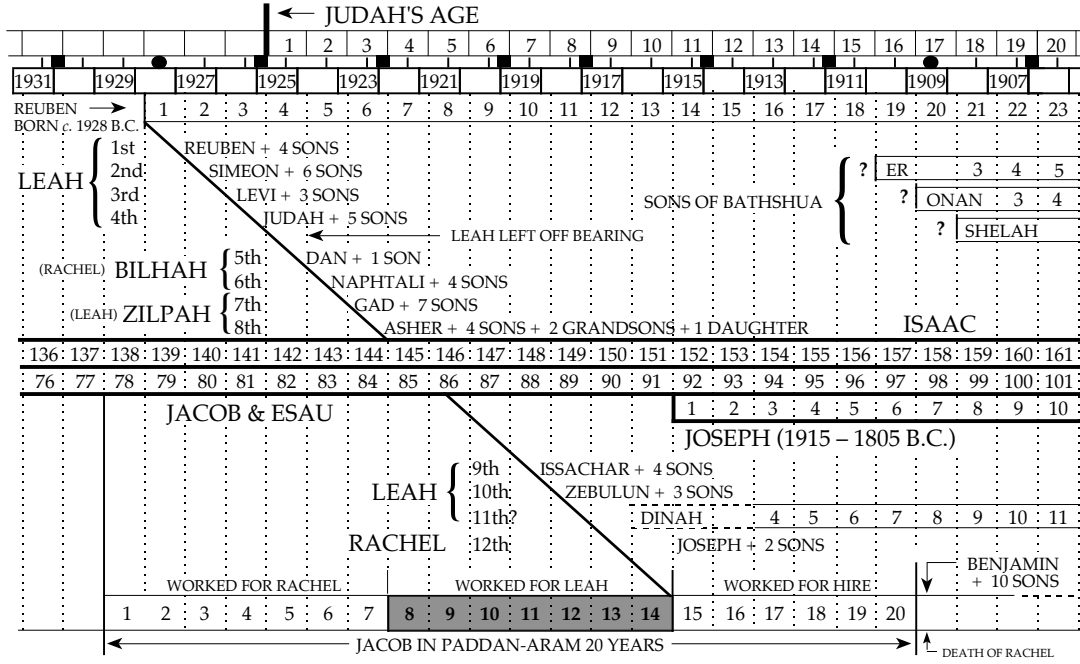 JUDAH'S AGE
1 2 3 4 5 6 7 8 9 10 11 12 13 14 15 16 17 18 19 20
1931 1929 1927 1925 1923 1921 1919 1917 1915 1913 1911 1909 1907
REUBEN 1 2 3 4 5 6 7 8 9 10 11 12 13 14 15 16 17 18 19 20 21 22 23
BORN c. 1928 B.C.
LEAH
1st REUBEN + 4 SONS
2nd SIMEON + 6 SONS
3rd LEVI + 3 SONS
4th JUDAH + 5 SONS
SONS OF BATHSHUA
? ER 3 4 5
? ONAN 3 4
? SHELAH
LEAH LEFT OFF BEARING
(RACHEL) BILHAH
5th DAN + 1 SON
6th NAPHTALI + 4 SONS
(LEAH) ZILPAH
7th GAD + 7 SONS
8th ASHER + 4 SONS + 2 GRANDSONS + 1 DAUGHTER
ISAAC
136 137 138 139 140 141 142 143 144 145 146 147 148 149 150 151 152 153 154 155 156 157 158 159 160 161
76 77 78 79 80 81 82 83 84 85 86 87 88 89 90 91 92 93 94 95 96 97 98 99 100 101
JACOB & ESAU
1 2 3 4 5 6 7 8 9 10
JOSEPH (1915 – 1805 B.C.)
LEAH
9th ISSACHAR + 4 SONS
10th ZEBULUN + 3 SONS
11th? DINAH 4 5 6 7 8 9 10 11
RACHEL 12th JOSEPH + 2 SONS
BENJAMIN
+ 10 SONS
WORKED FOR RACHEL WORKED FOR LEAH WORKED FOR HIRE
1 2 3 4 5 6 7 8 9 10 11 12 13 14 15 16 17 18 19 20
JACOB IN PADDAN-ARAM 20 YEARS
DEATH OF RACHEL